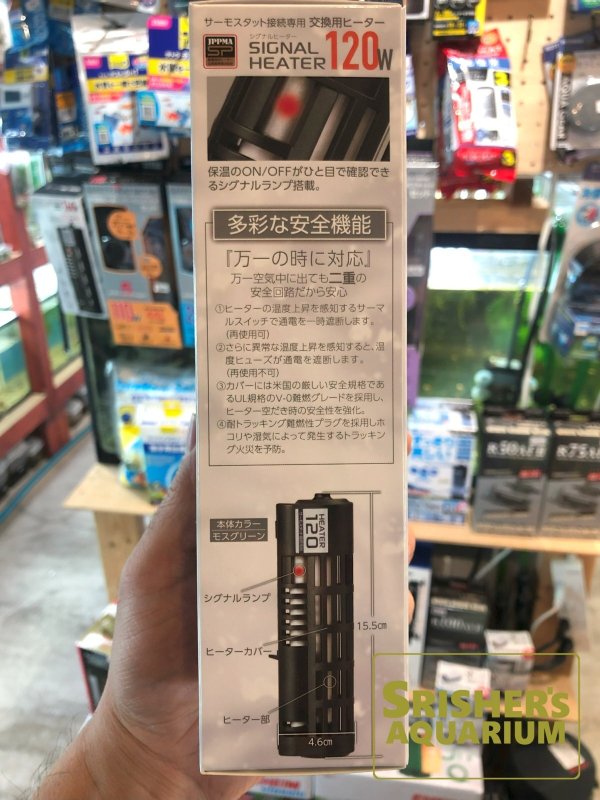 サーモスタット接続専用 交換用ヒーター
JPPMA
SP
シグナルヒーター
SIGNAL
HEATER 120W
保温のON/OFFがひと目で確認でき
るシグナルランプ搭載。
多彩な安全機能
『万一の時に対応』
万一空気中に出ても二重の
安全回路だから安心
①ヒーターの温度上昇を感知するサーマ
ルスイッチで通電を一時遮断します。
(再使用可)
②さらに異常な温度上昇を感知すると、温
度ヒューズが通電を遮断します。
(再使用不可)
③カバーには米国の厳しい安全規格であ
るUL規格のV-0難燃グレードを採用し、
ヒーター空だき時の安全性を強化。
④耐トラッキング難燃性プラグを採用しホ
コリや湿気によって発生するトラッキン
グ火災を予防。
本体カラー
モスグリーン
HEATER
120
シグナルランプ
15.5cm
ヒーターカバー
ヒーター部
4.6cm
SRISHER'S
AQUARIUM